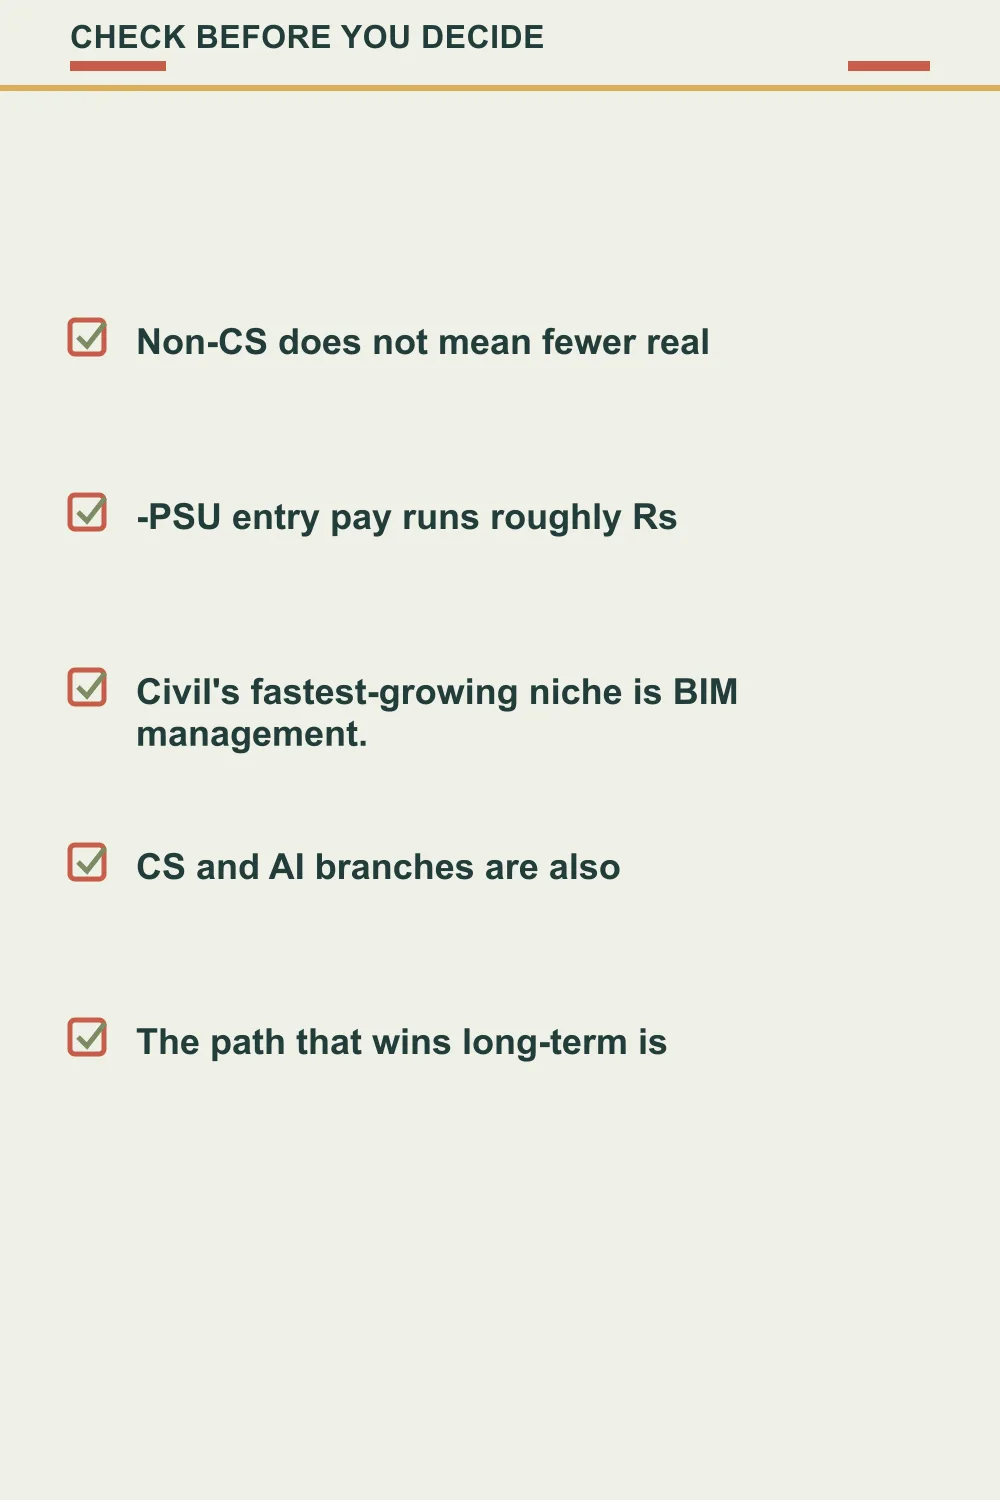 CHECK BEFORE YOU DECIDE
Non-CS does not mean fewer real
-PSU entry pay runs roughly Rs
Civil's fastest-growing niche is BIM
management.
CS and AI branches are also
The path that wins long-term is